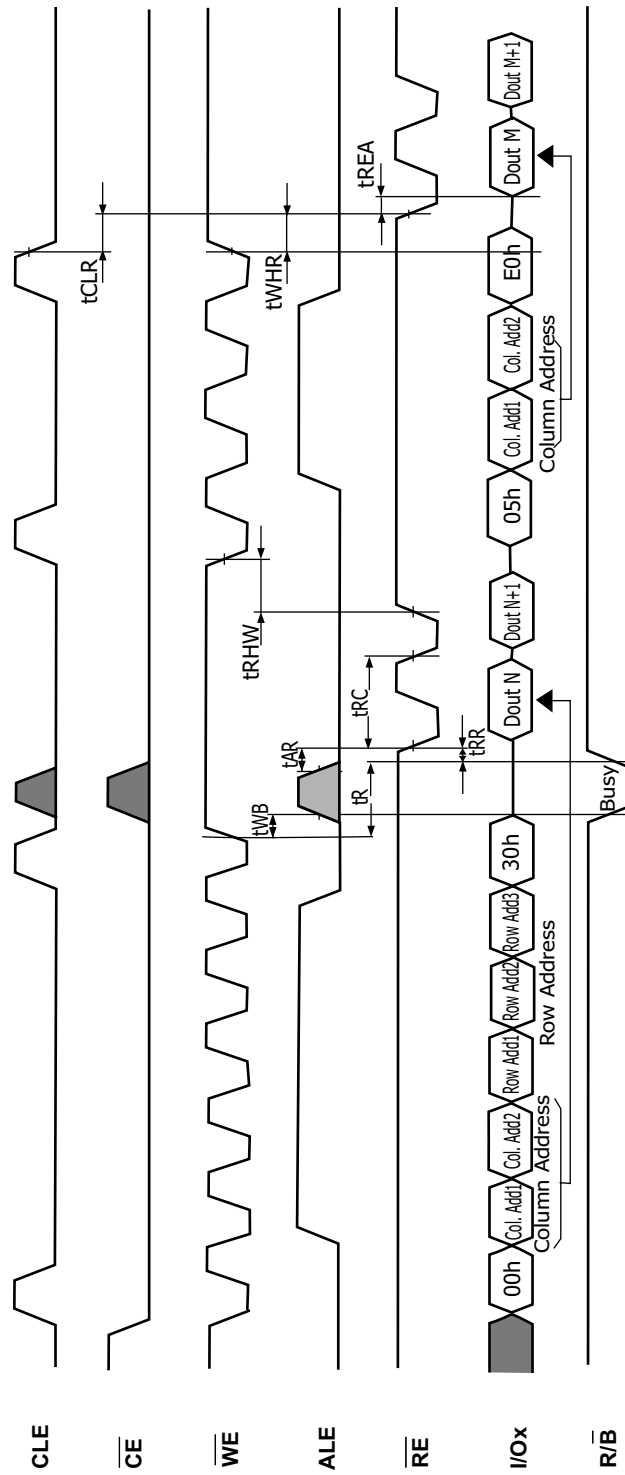 CLE
tCLR
CE
WE
tWB
tRHW
tWHR
ALE
tR
tAR
RE
tRR
tRC
tREA
I/Ox
00h
Col. Add1
Col. Add2
Row Add1
Row Add2
Row Add3
30h
Dout N
Dout N+1
05h
Col. Add1
Col. Add2
E0h
Dout M
Dout M+1
Column Address
Row Address
Column Address
R/B
Busy